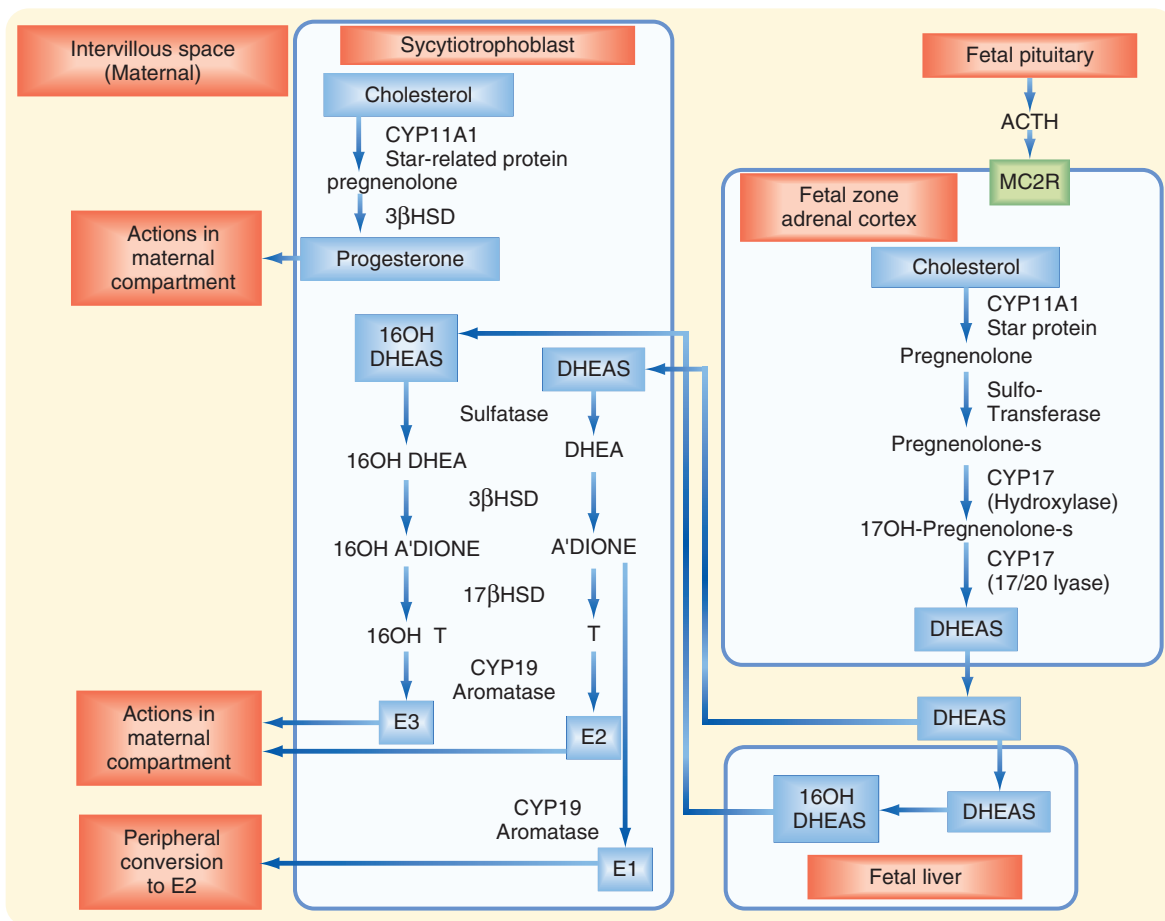 Intervillous space
(Maternal)
Sycytiotrophoblast
Cholesterol
CYP11A1
Star-related protein
pregnenolone
3βHSD
Progesterone
Actions in
maternal
compartment
16OH
DHEAS
DHEAS
Sulfatase
16OH DHEA
DHEA
3βHSD
16OH A'DIONE
A'DIONE
17βHSD
16OH T
T
CYP19
Aromatase
E3
E2
Actions in
maternal
compartment
CYP19
Aromatase
E1
Peripheral
conversion
to E2
Fetal pituitary
ACTH
MC2R
Fetal zone
adrenal cortex
Cholesterol
CYP11A1
Star protein
Pregnenolone
Sulfo-
Transferase
Pregnenolone-s
CYP17
(Hydroxylase)
17OH-Pregnenolone-s
CYP17
(17/20 lyase)
DHEAS
DHEAS
16OH
DHEAS
DHEAS
Fetal liver